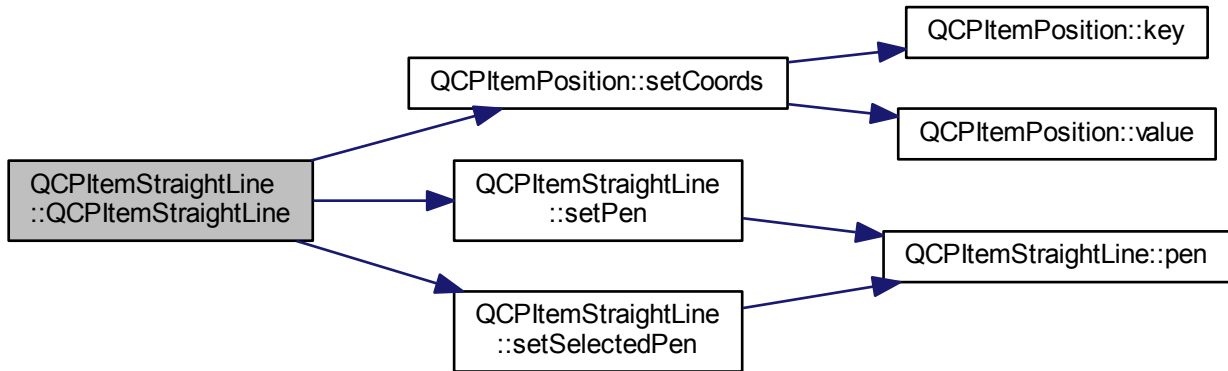 QCPItemStraightLine
::QCPItemStraightLine
QCPItemPosition::setCoords
QCPItemPosition::key
QCPItemPosition::value
QCPItemStraightLine
::setPen
QCPItemStraightLine
::setSelectedPen
QCPItemStraightLine::pen